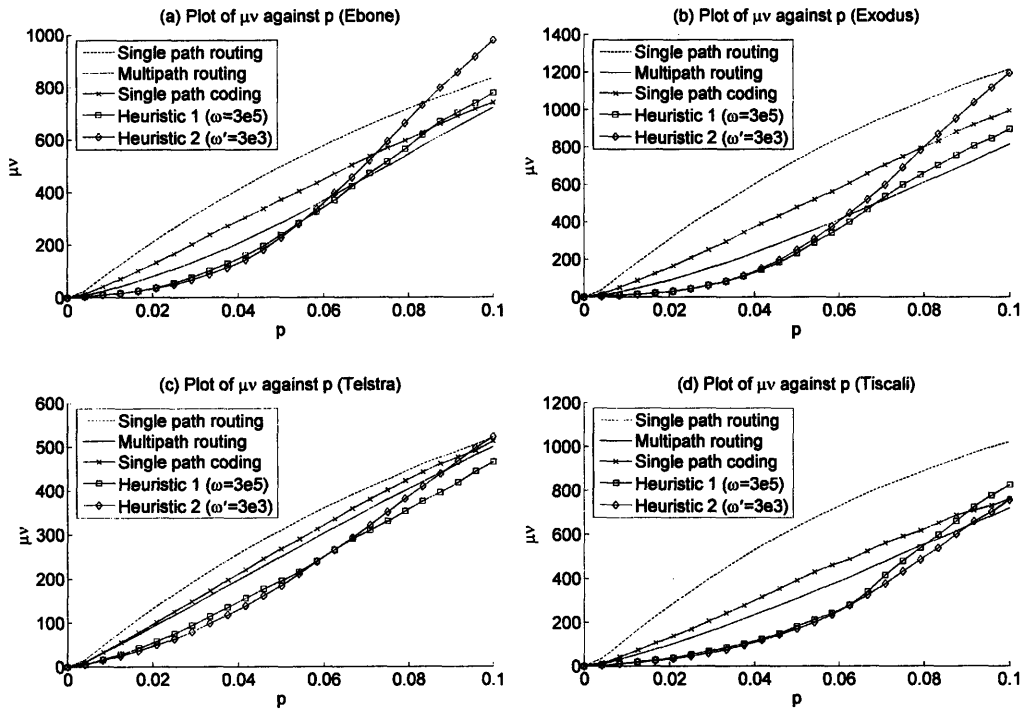 (a) Plot of μν against p (Ebone)
1000
800
600
400
200
0
μν
Single path routing
Multipath routing
Single path coding
Heuristic 1 (ω=3e5)
Heuristic 2 (ω'=3e3)
0 0.02 0.04 0.06 0.08 0.1
p
(b) Plot of μν against p (Exodus)
1400
1200
1000
800
600
400
200
0
μν
Single path routing
Multipath routing
Single path coding
Heuristic 1 (ω=3e5)
Heuristic 2 (ω'=3e3)
0 0.02 0.04 0.06 0.08 0.1
p
(c) Plot of μν against p (Telstra)
600
500
400
300
200
100
0
μν
Single path routing
Multipath routing
Single path coding
Heuristic 1 (ω=3e5)
Heuristic 2 (ω'=3e3)
0 0.02 0.04 0.06 0.08 0.1
p
(d) Plot of μν against p (Tiscali)
1200
1000
800
600
400
200
0
μν
Single path routing
Multipath routing
Single path coding
Heuristic 1 (ω=3e5)
Heuristic 2 (ω'=3e3)
0 0.02 0.04 0.06 0.08 0.1
p